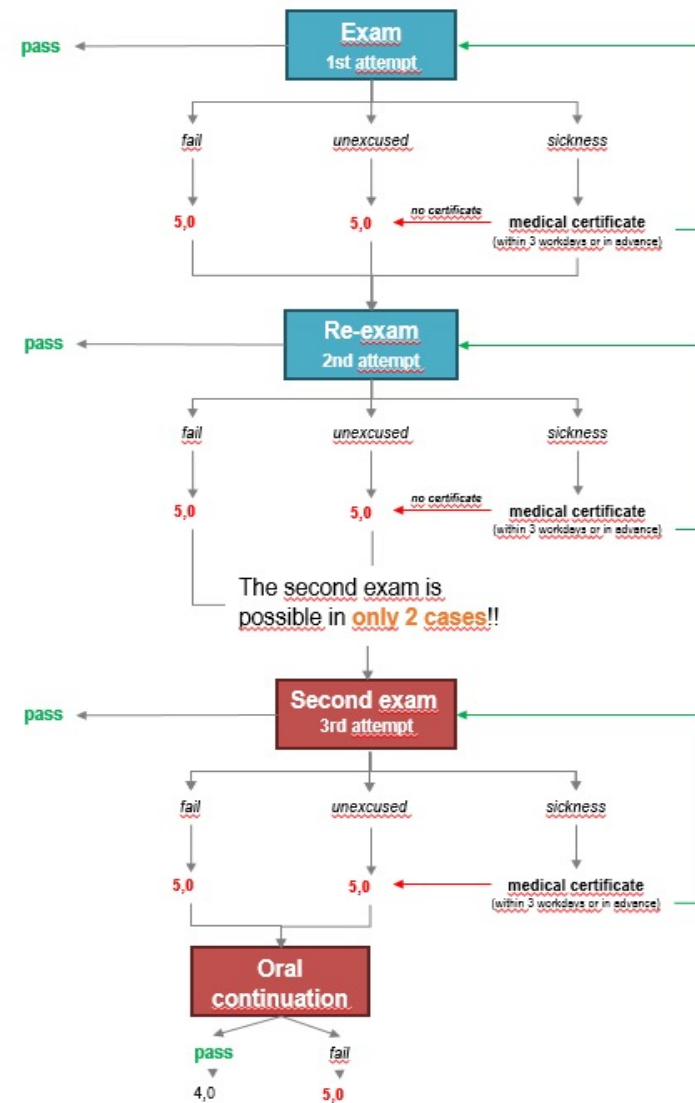 Exam
1st attempt
pass
fail
unexcused
sickness
5,0
5,0
no certificate
medical certificate
(within 3 workdays or in advance)
Re-exam
2nd attempt
pass
fail
unexcused
sickness
5,0
5,0
no certificate
medical certificate
(within 3 workdays or in advance)
The second exam is
possible in only 2 cases!!
Second exam
3rd attempt
pass
fail
unexcused
sickness
5,0
5,0
medical certificate
(within 3 workdays or in advance)
Oral
continuation
pass
fail
4,0
5,0